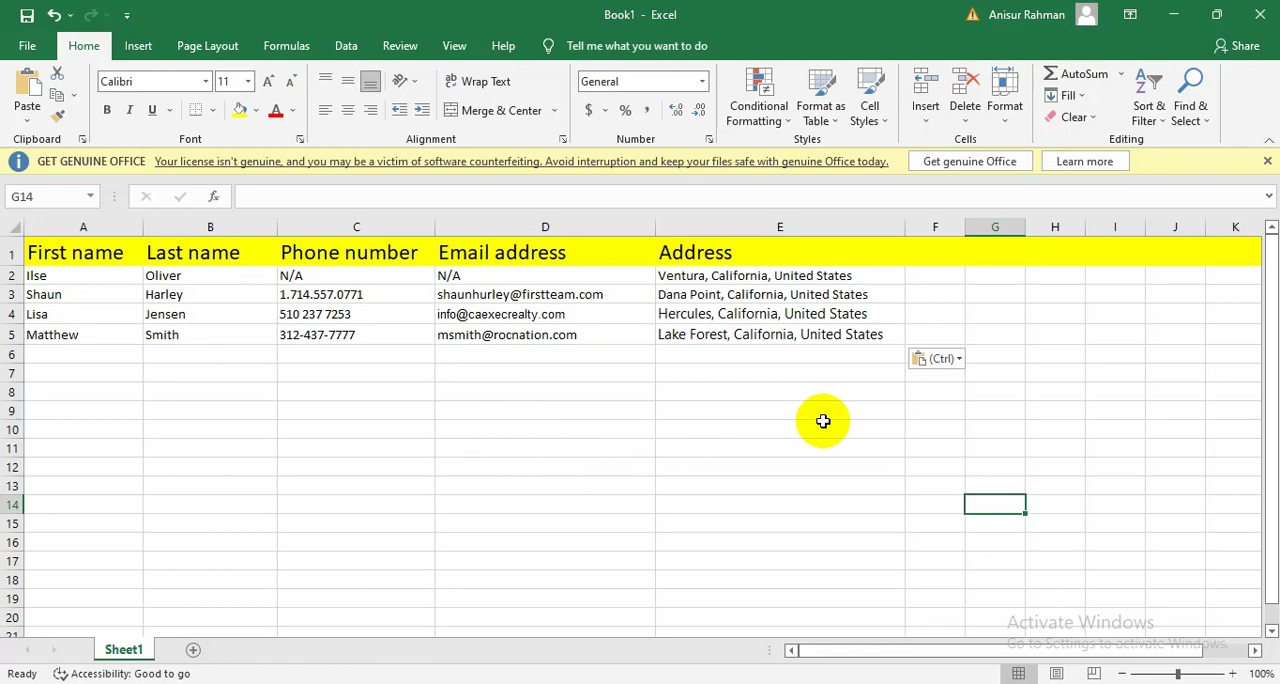 Book1 - Excel
Anisur Rahman
File Home Insert Page Layout Formulas Data Review View Help Tell me what you want to do Share
Paste
Clipboard
Calibri 11
B I U A
Font
Wrap Text
Merge & Center
Alignment
General
$ % ,
Number
Conditional Formatting
Format as Table
Cell Styles
Styles
Insert Delete Format
Cells
AutoSum
Fill
Clear
Sort & Filter
Find & Select
Editing
GET GENUINE OFFICE Your license isn't genuine, and you may be a victim of software counterfeiting. Avoid interruption and keep your files safe with genuine Office today. Get genuine Office Learn more
G14 fx
A B C D E F G H I J K
1 First name Last name Phone number Email address Address
2 Ilse Oliver N/A N/A Ventura, California, United States
3 Shaun Harley 1.714.557.0771 shaunhurley@firstteam.com Dana Point, California, United States
4 Lisa Jensen 510 237 7253 info@caexecrealty.com Hercules, California, United States
5 Matthew Smith 312-437-7777 msmith@rocnation.com Lake Forest, California, United States
6 (Ctrl)
7
8
9
10
11
12
13
14
15
16
17
18
19
20
21
Activate Windows
Go to Settings to activate Windows.
Sheet1
Ready Accessibility: Good to go 100%